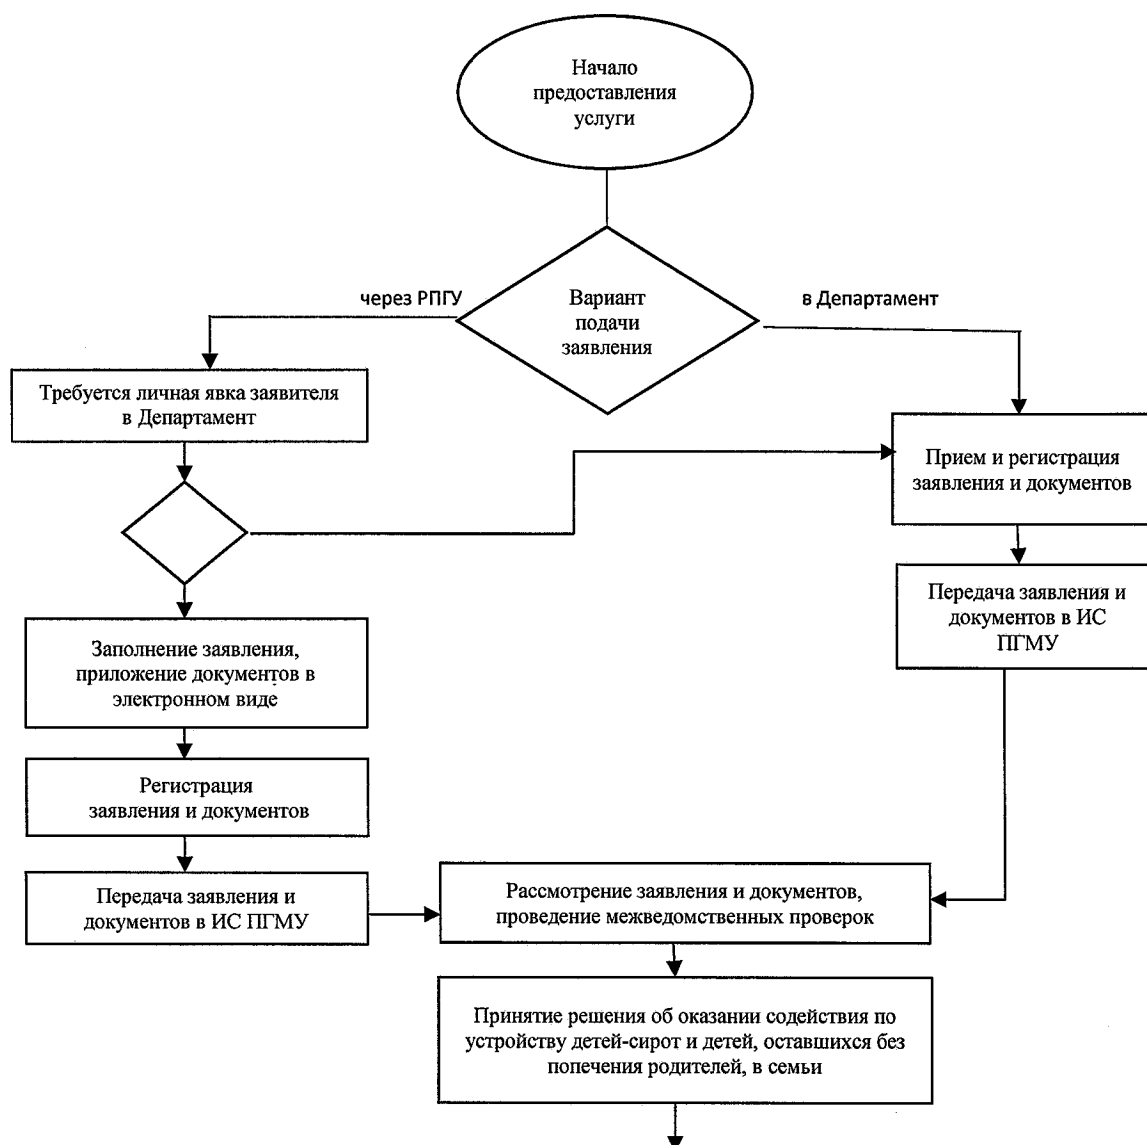 Начало
предоставления
услуги
через РПГУ
Вариант
подачи
заявления
в Департамент
Требуется личная явка заявителя
в Департамент
Прием и регистрация
заявления и документов
Передача заявления и
документов в ИС
ПГМУ
Заполнение заявления,
приложение документов в
электронном виде
Регистрация
заявления и документов
Передача заявления и
документов в ИС ПГМУ
Рассмотрение заявления и документов,
проведение межведомственных проверок
Принятие решения об оказании содействия по
устройству детей-сирот и детей, оставшихся без
попечения родителей, в семьи